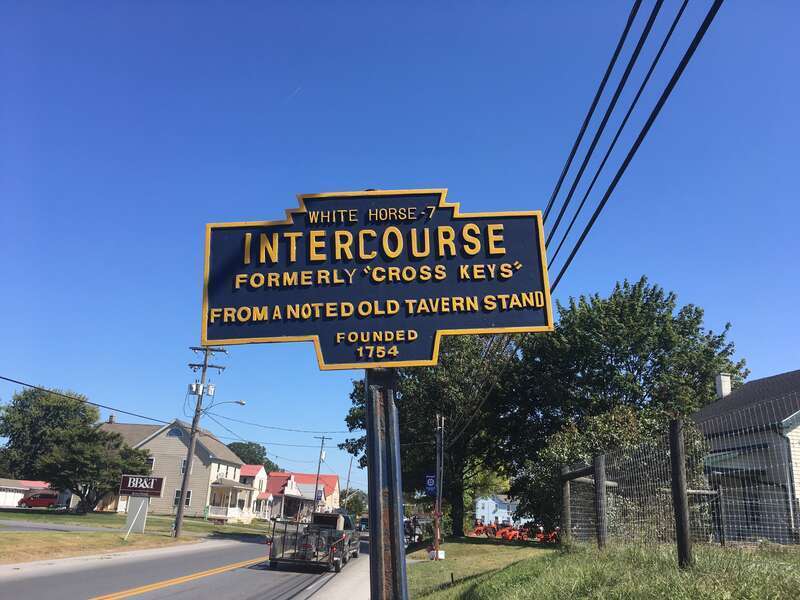 WHITE HORSE-7
INTERCOURSE
FORMERLY "CROSS KEYS"
FROM A NOTED OLD TAVERN STAND
FOUNDED
1754
BB&T